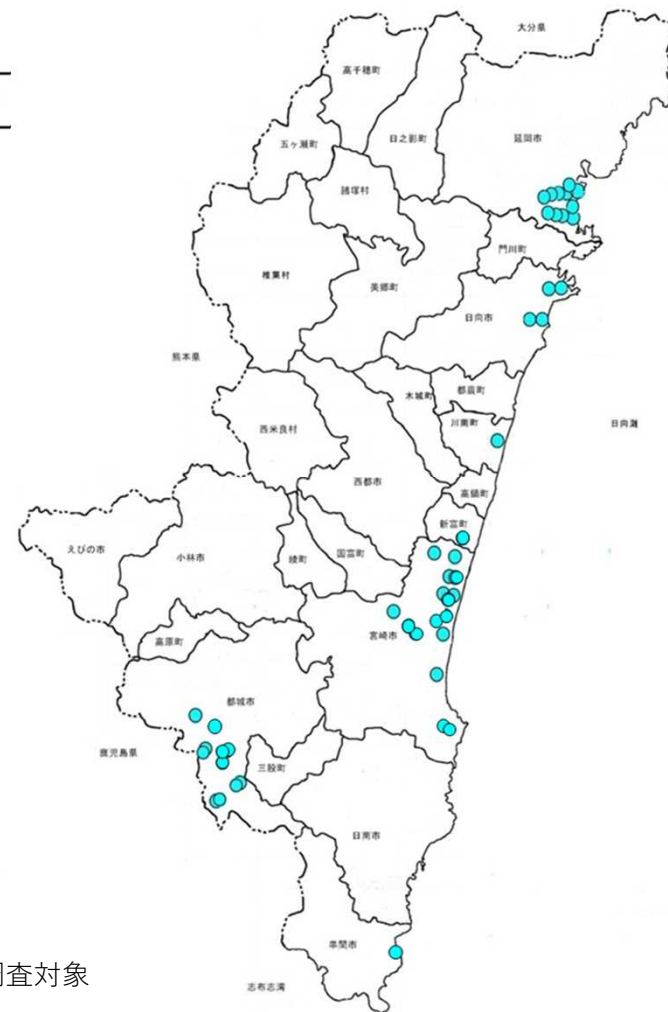 大分県
高千穂町
日之影町
延岡市
五ヶ瀬町
諸塚村
門川町
椎葉村
美郷町
日向市
熊本県
木城町
都農町
西米良村
川南町
日向灘
西都市
高鍋町
新富町
えびの市
小林市
綾町
国富町
宮崎市
高原町
都城市
鹿児島県
三股町
日南市
串間市
調査対象
志布志湾